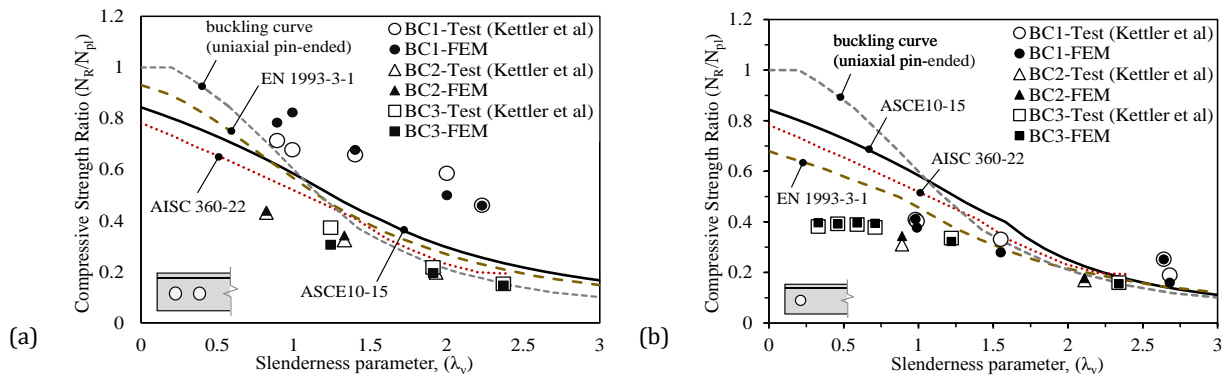 (a)
Compressive Strength Ratio (N_R/N_pl)
1.2
1
0.8
0.6
0.4
0.2
0
0
0.5
1
1.5
2
2.5
3
Slenderness parameter, (λ_v)
buckling curve
(uniaxial pin-ended)
EN 1993-3-1
AISC 360-22
ASCE10-15
BC1-Test (Kettler et al)
BC1-FEM
BC2-Test (Kettler et al)
BC2-FEM
BC3-Test (Kettler et al)
BC3-FEM
(b)
Compressive Strength Ratio (N_R/N_pl)
1.2
1
0.8
0.6
0.4
0.2
0
0
0.5
1
1.5
2
2.5
3
Slenderness parameter, (λ_v)
buckling curve
(uniaxial pin-ended)
ASCE10-15
AISC 360-22
EN 1993-3-1
BC1-Test (Kettler et al)
BC1-FEM
BC2-Test (Kettler et al)
BC2-FEM
BC3-Test (Kettler et al)
BC3-FEM